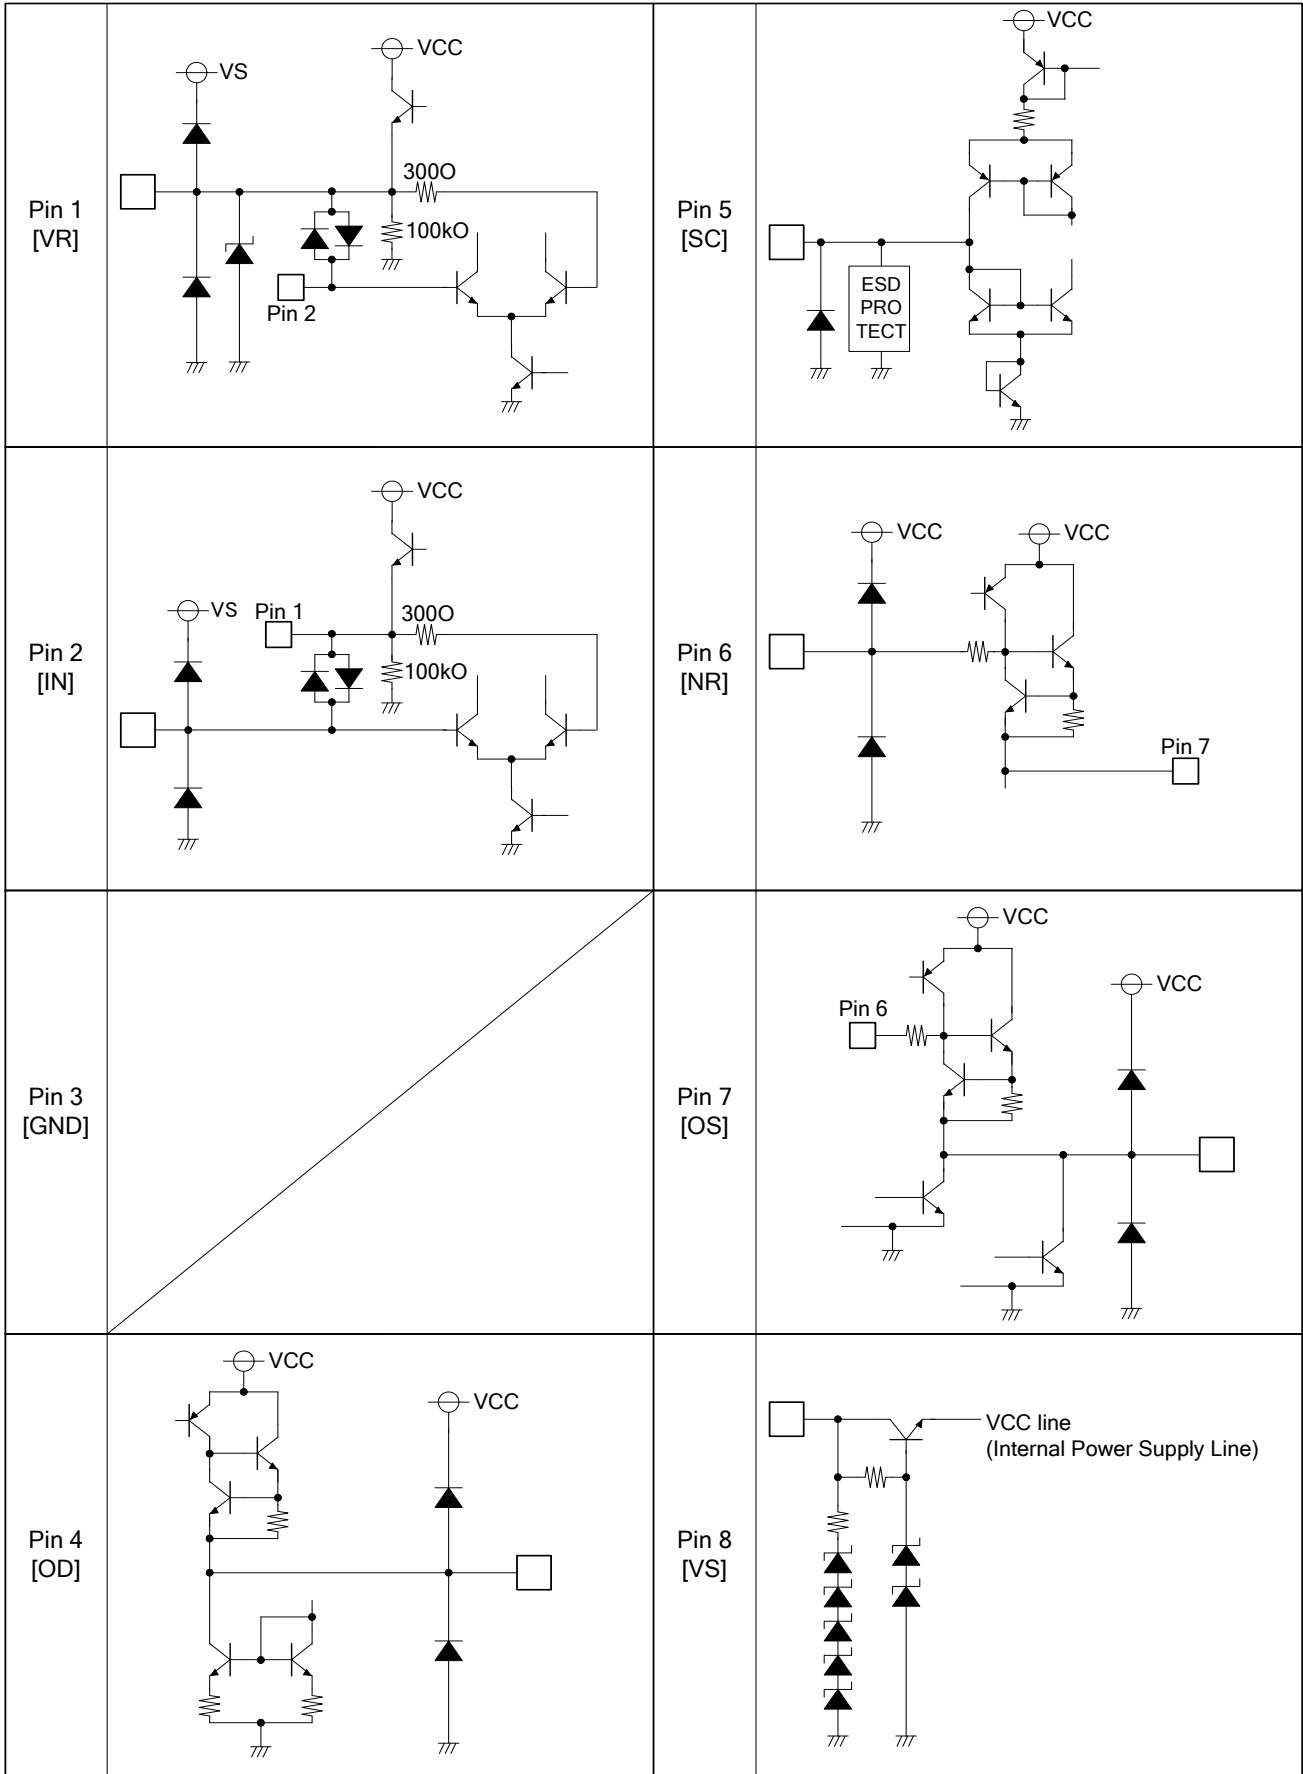 Pin 1
[VR]
VS
VCC
300O
100kO
Pin 2
Pin 5
[SC]
VCC
ESD
PRO
TECT
Pin 2
[IN]
VCC
VS
Pin 1
300O
100kO
Pin 6
[NR]
VCC
VCC
Pin 7
Pin 3
[GND]
Pin 7
[OS]
VCC
VCC
Pin 6
Pin 4
[OD]
VCC
VCC
Pin 8
[VS]
VCC line
(Internal Power Supply Line)